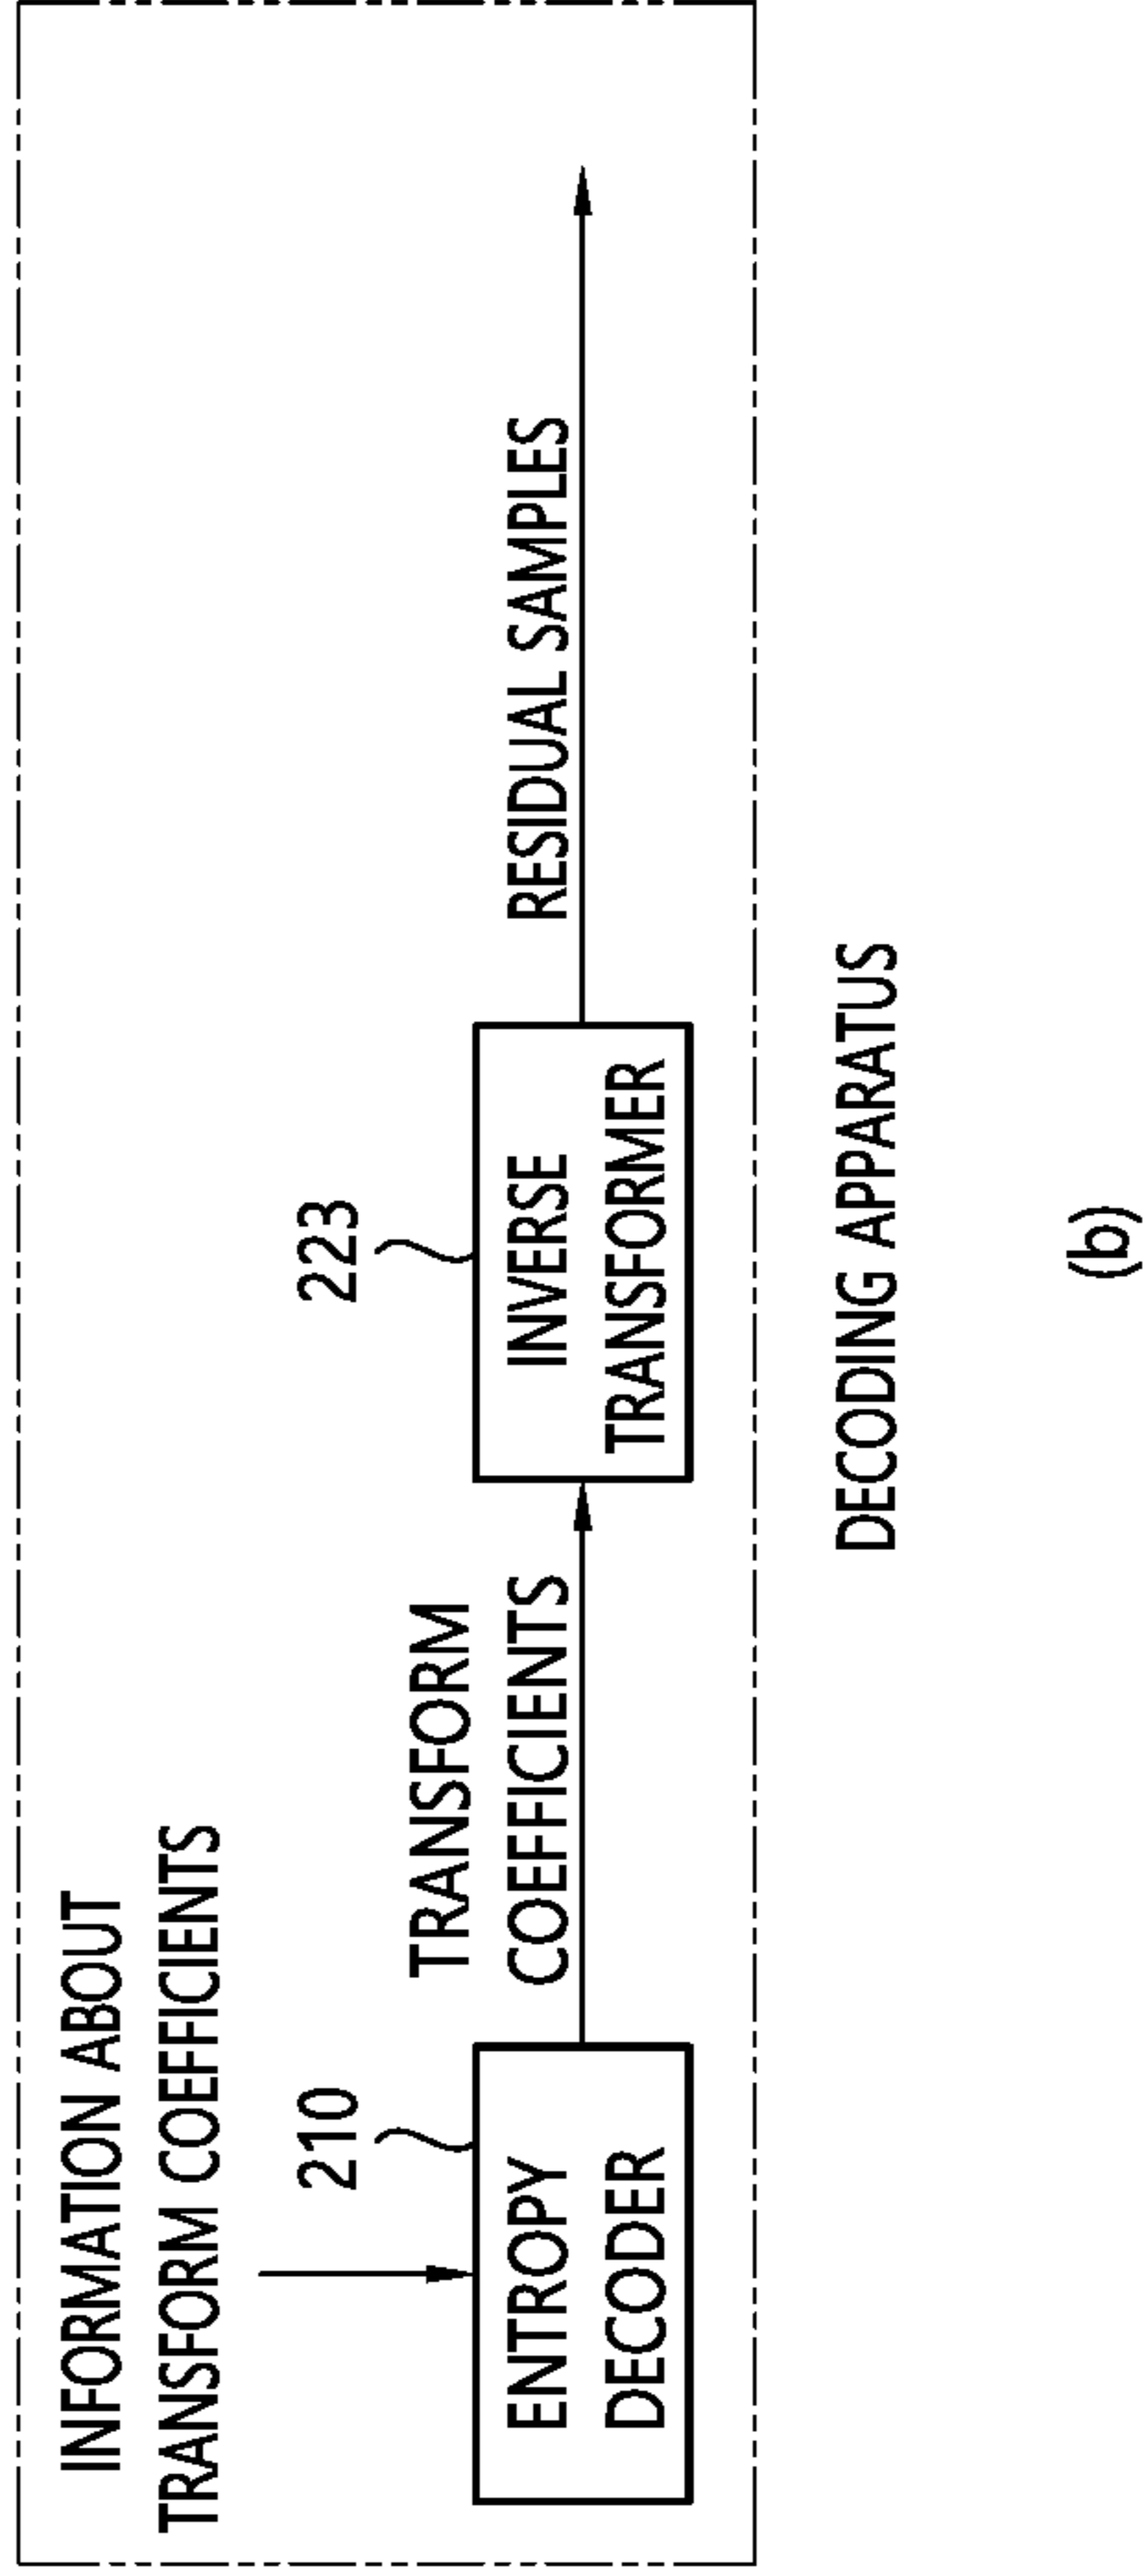 INFORMATION ABOUT
TRANSFORM COEFFICIENTS
210
ENTROPY
DECODER
TRANSFORM
COEFFICIENTS
223
INVERSE
TRANSFORMER
RESIDUAL SAMPLES
DECODING APPARATUS
(b)